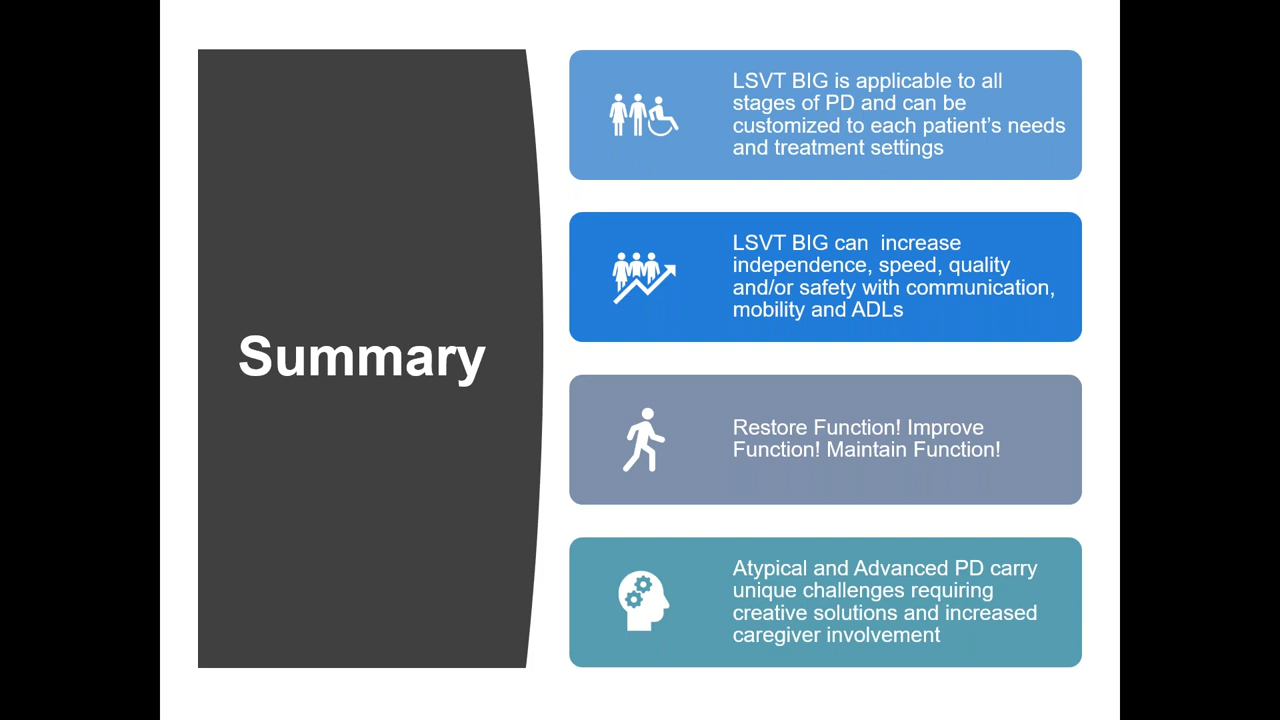 Summary
LSVT BIG is applicable to all
stages of PD and can be
customized to each patient's needs
and treatment settings
LSVT BIG can  increase
independence, speed, quality
and/or safety with communication,
mobility and ADLs
Restore Function! Improve
Function! Maintain Function!
Atypical and Advanced PD carry
unique challenges requiring
creative solutions and increased
caregiver involvement